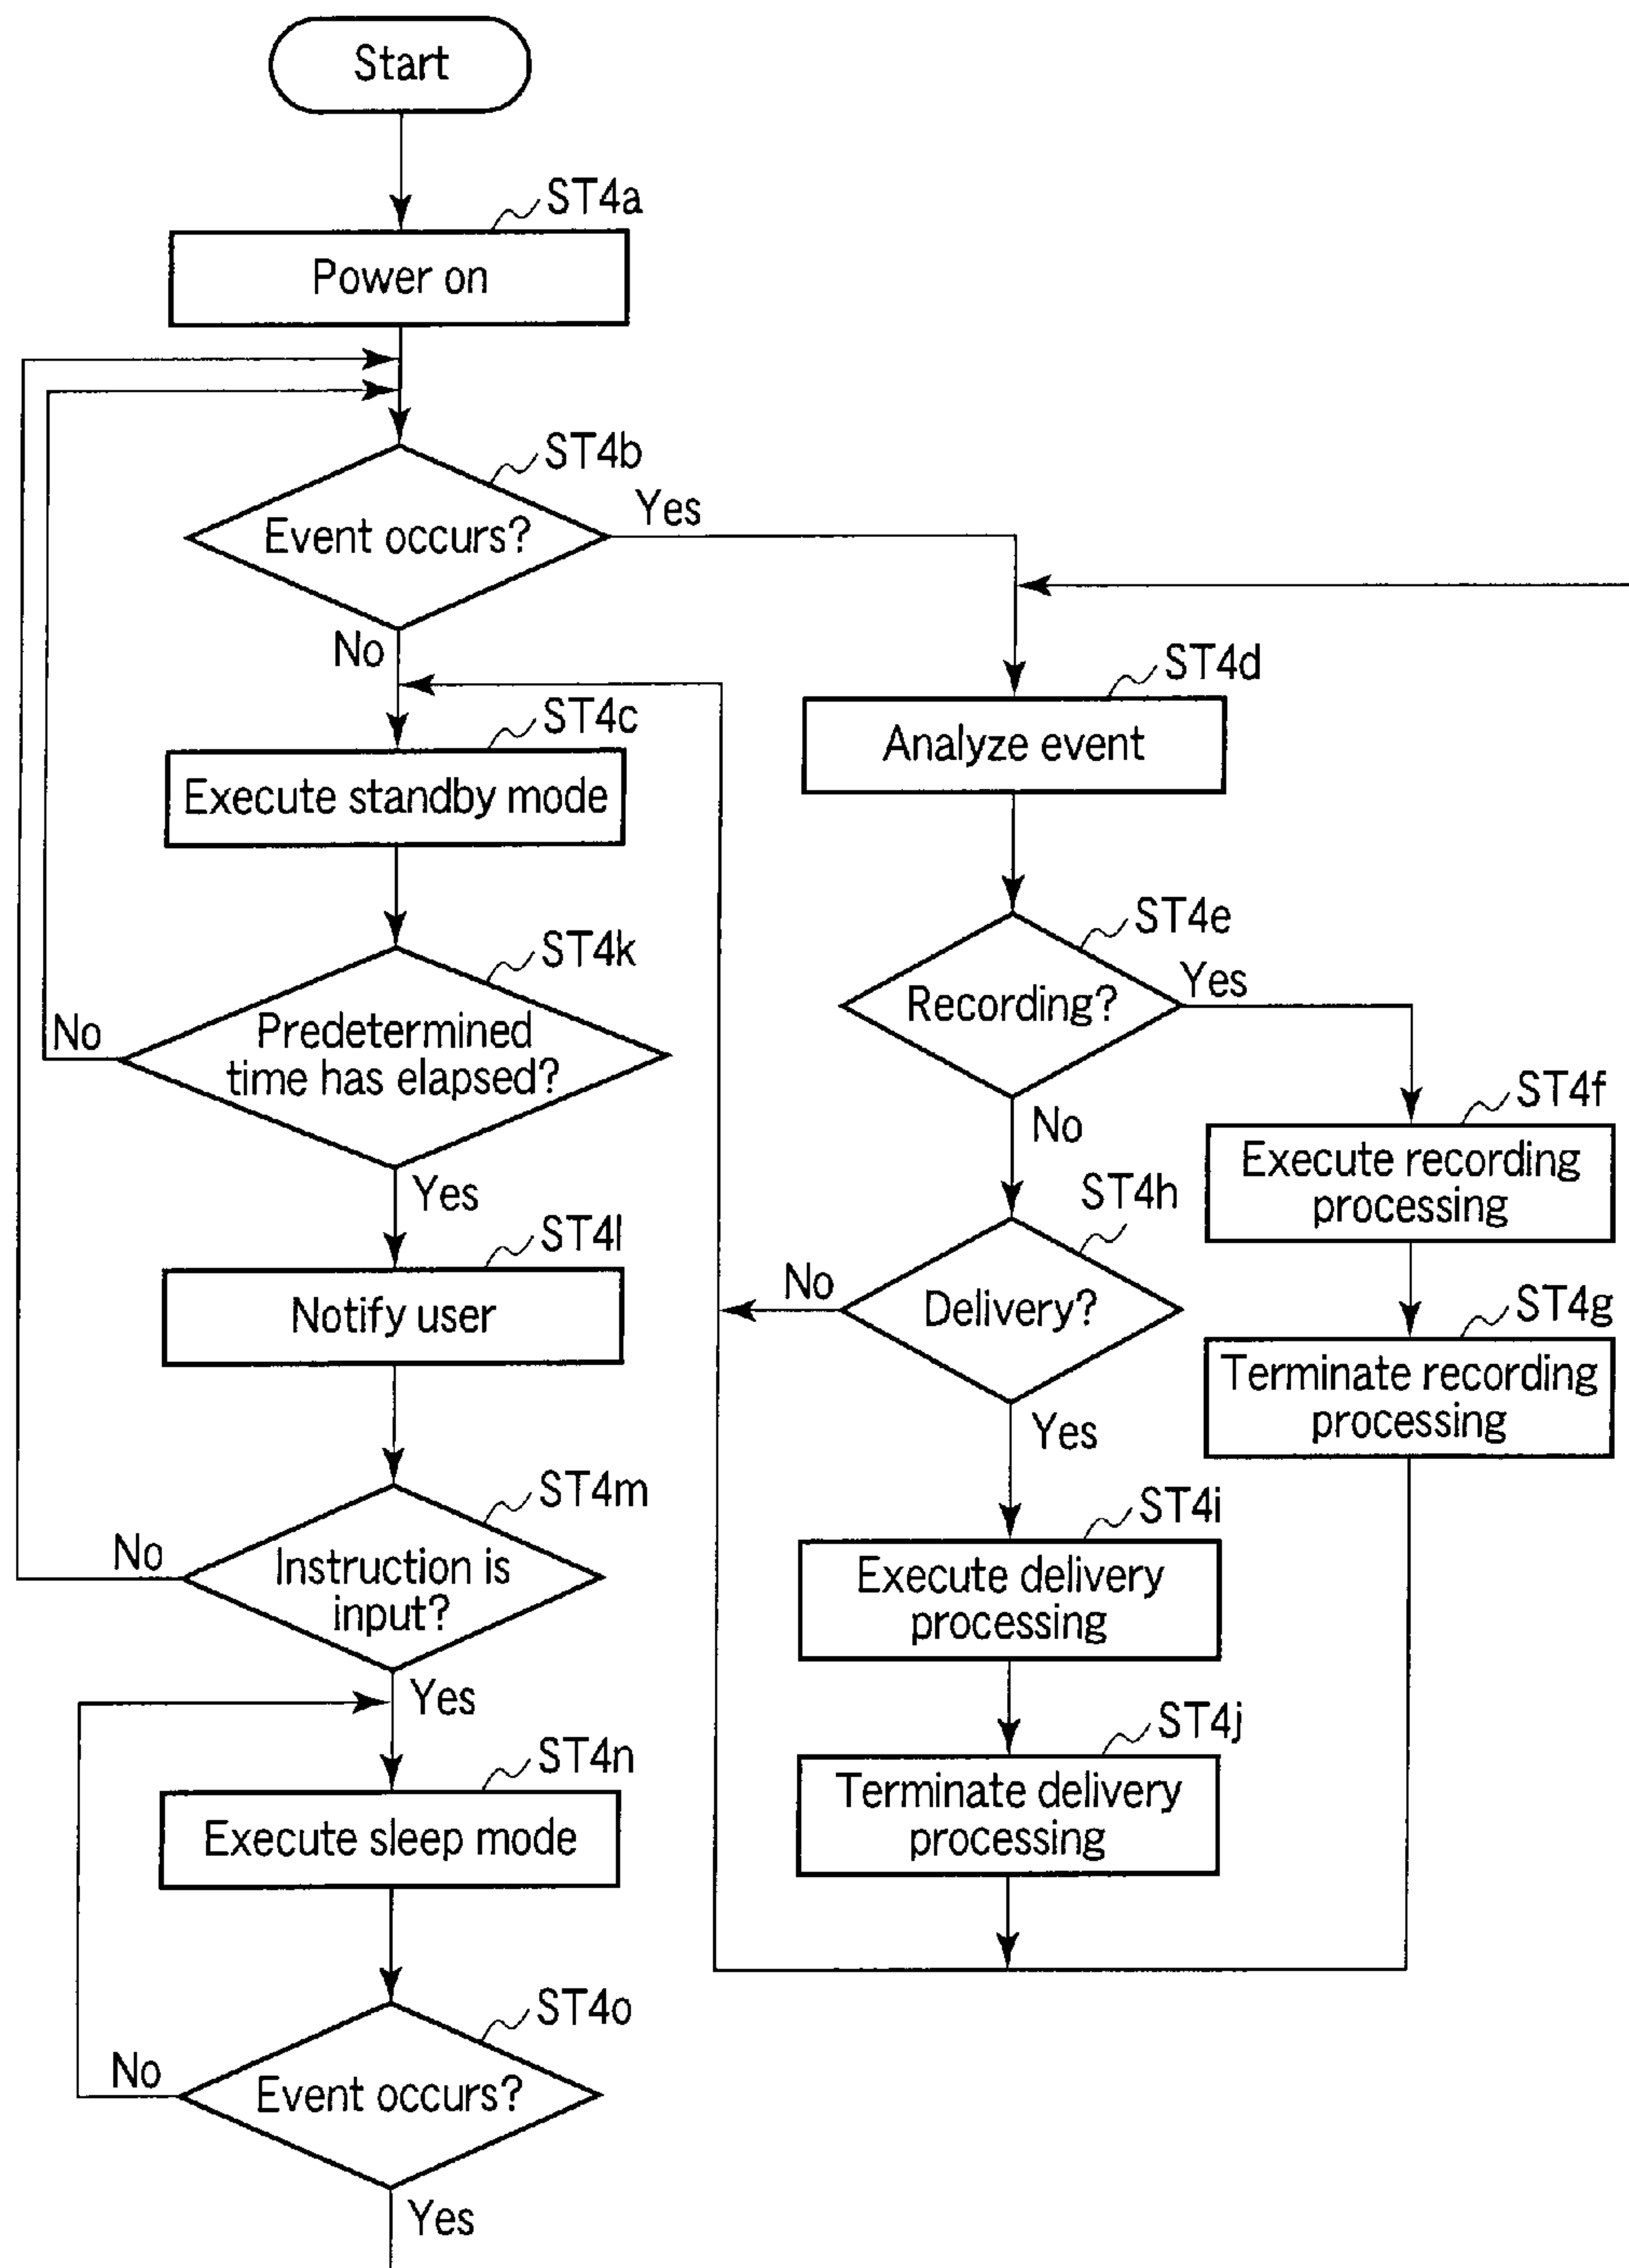 Start
ST4a
Power on
ST4b
Event occurs?
Yes
No
ST4c
Execute standby mode
ST4k
Predetermined
time has elapsed?
No
Yes
ST4l
Notify user
ST4m
Instruction is
input?
No
Yes
ST4n
Execute sleep mode
ST4o
Event occurs?
No
Yes
ST4d
Analyze event
ST4e
Recording?
Yes
No
ST4f
Execute recording
processing
ST4g
Terminate recording
processing
ST4h
Delivery?
No
Yes
ST4i
Execute delivery
processing
ST4j
Terminate delivery
processing